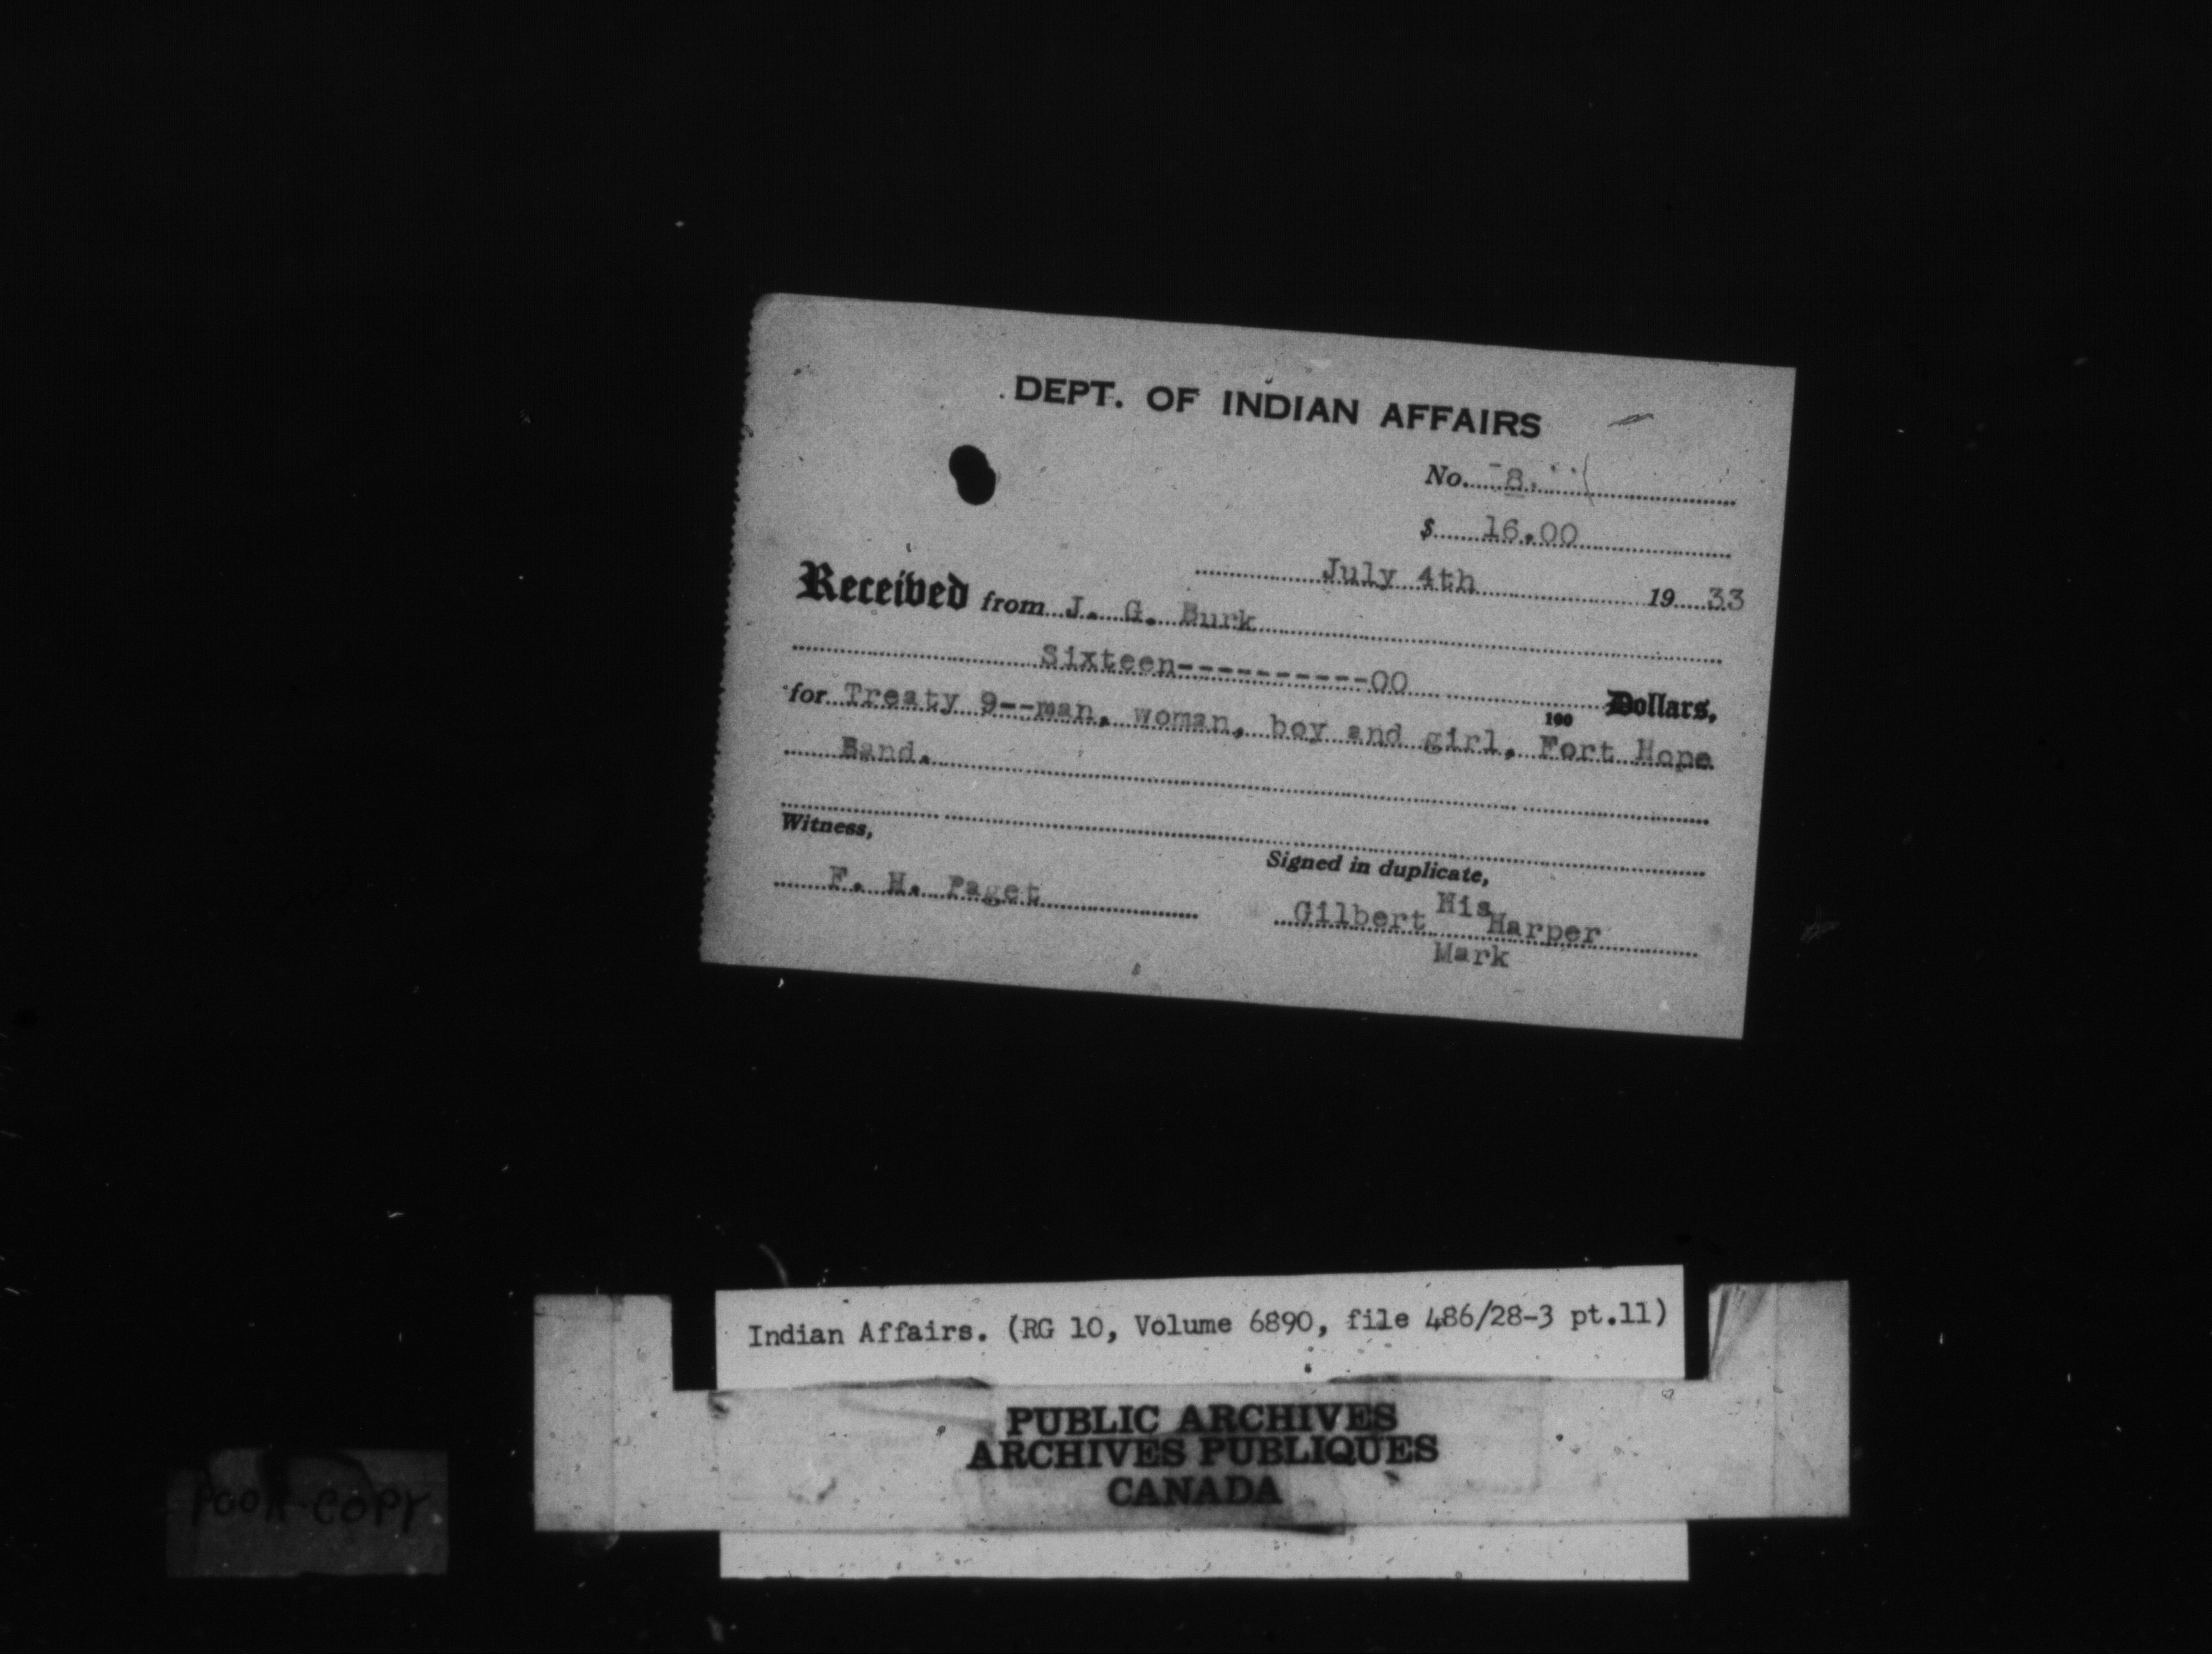 DEPT. OF INDIAN AFFAIRS
No. 8.
$ 16.00
July 4th 19 33
Received from J. G. Burk
Sixteen-----------00
100 Dollars,
for Treaty 9--man, woman, boy and girl, Fort Hope
Band.
Witness,
Signed in duplicate,
F. H. Paget
His
Gilbert Harper
Mark
Indian Affairs. (RG 10, Volume 6890, file 486/28-3 pt.11)
PUBLIC ARCHIVES
ARCHIVES PUBLIQUES
CANADA
POOR COPY